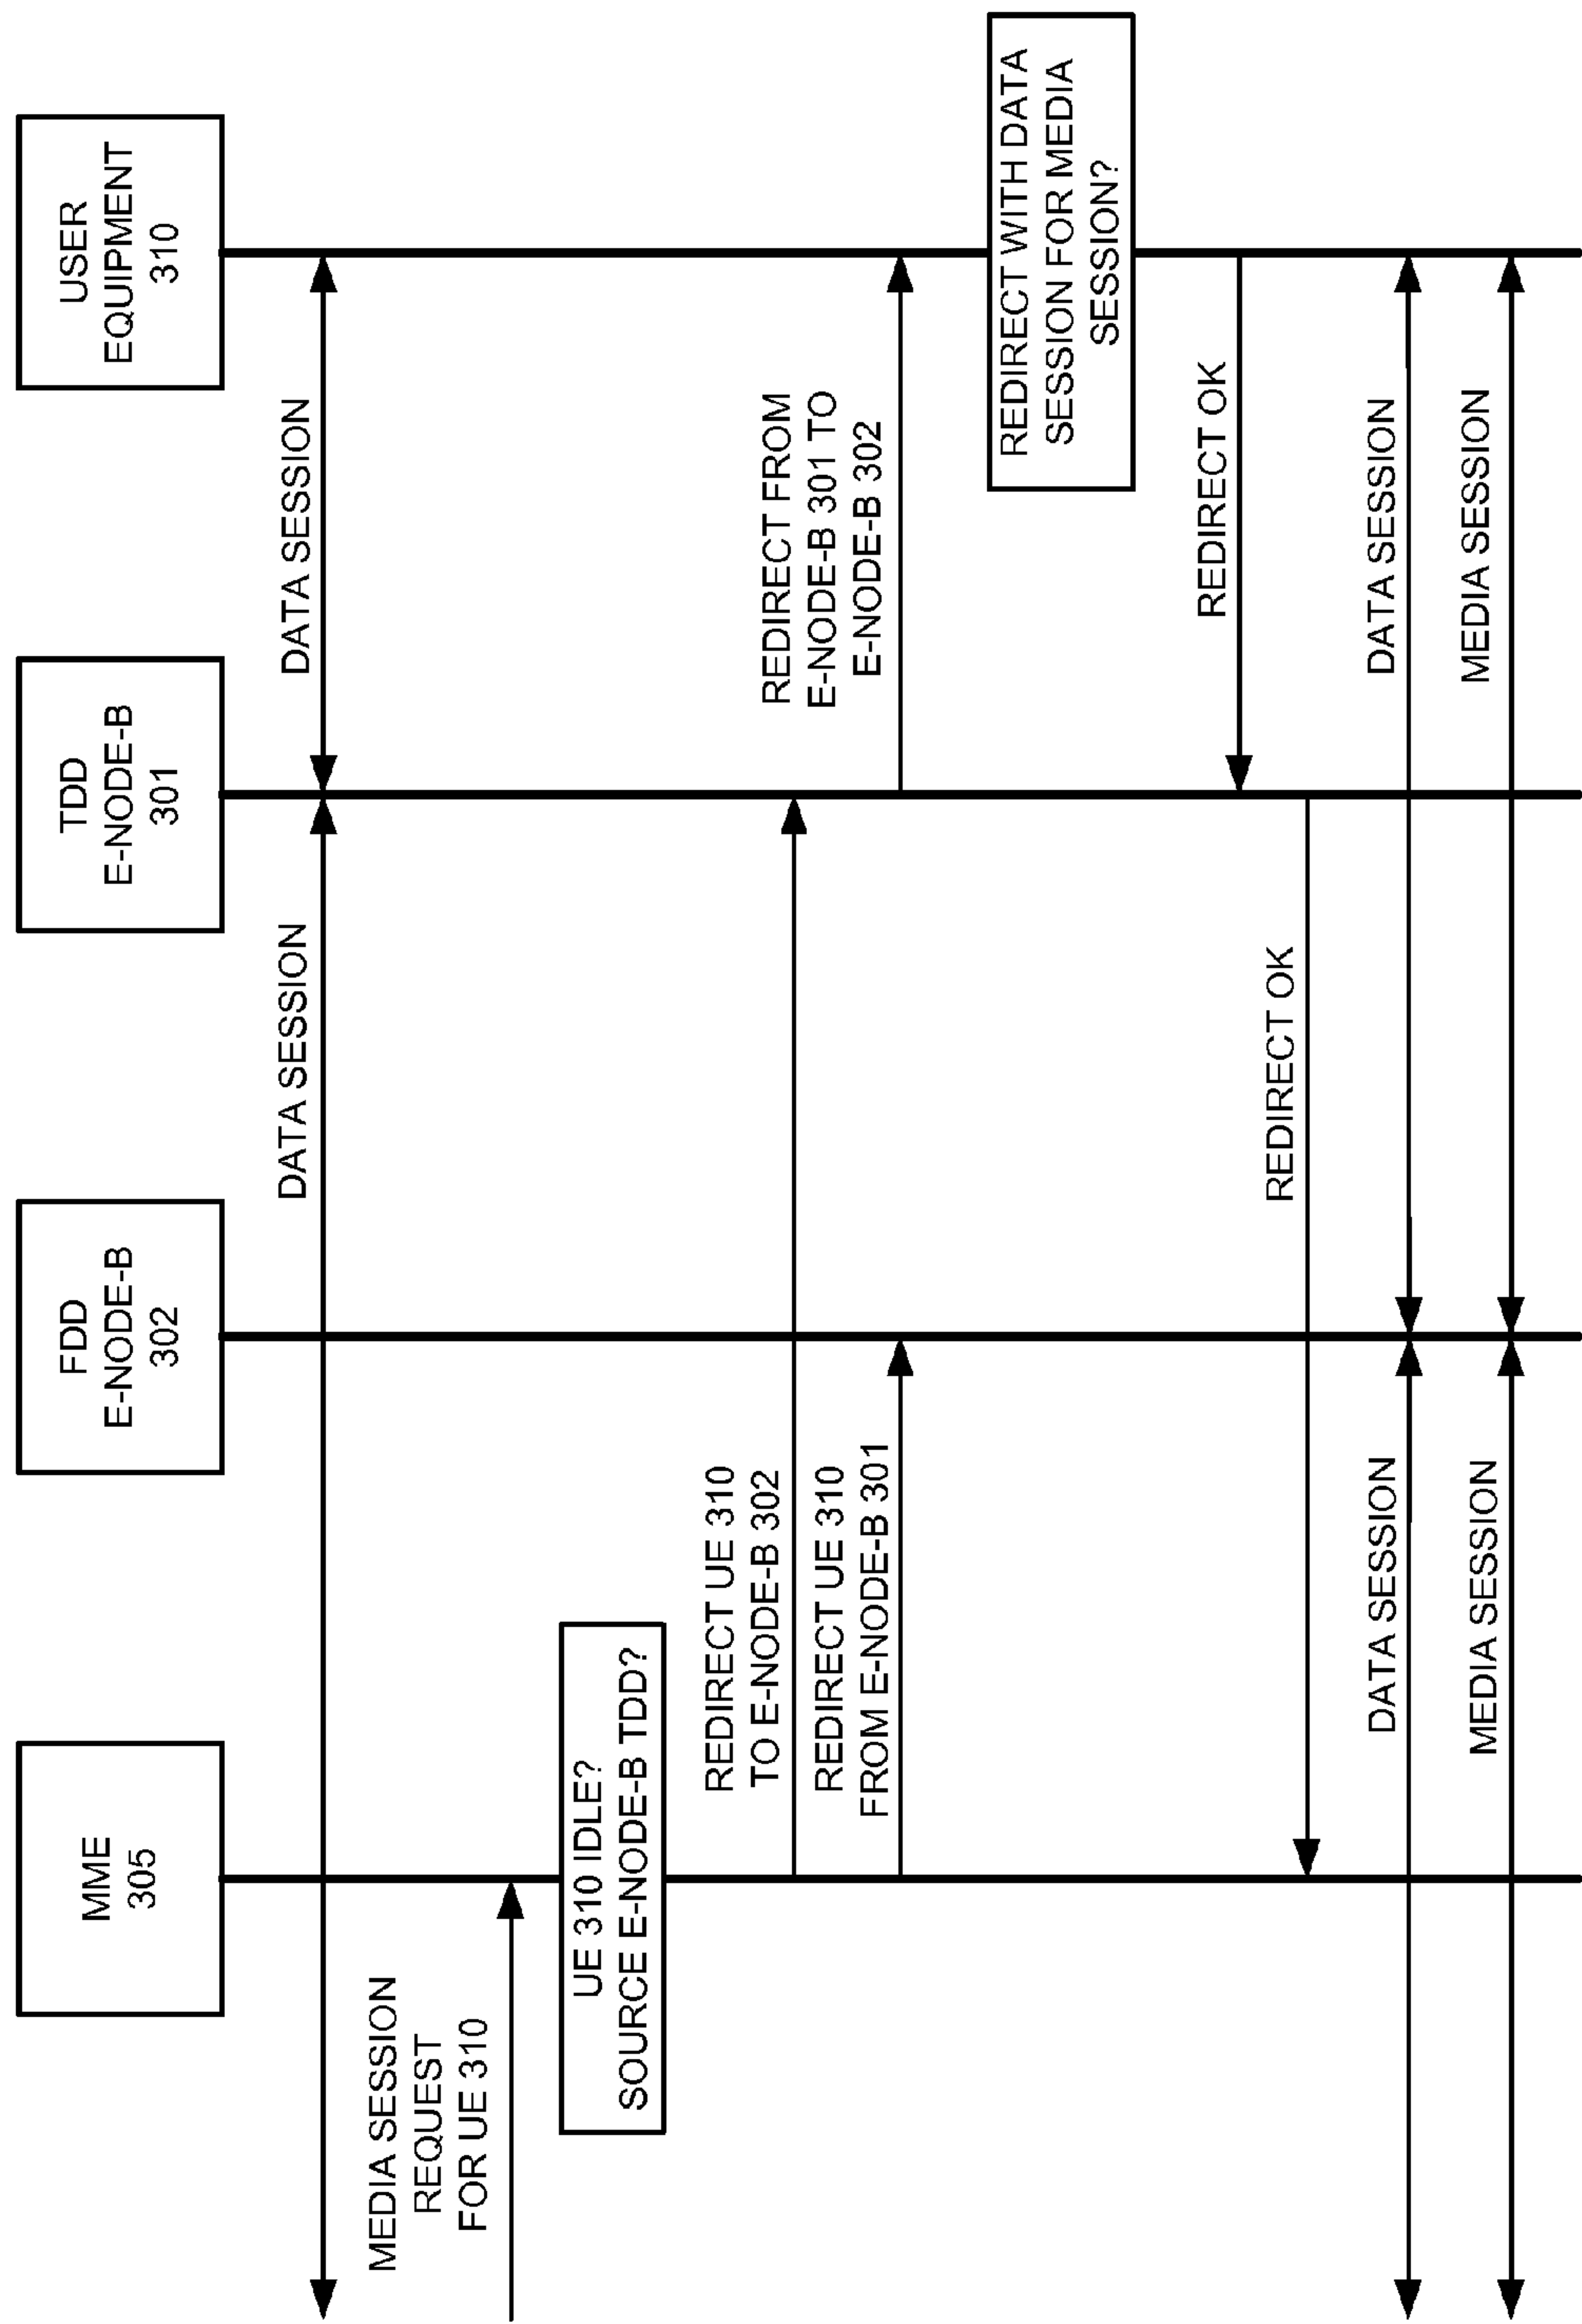 MME
305
FDD
E-NODE-B
302
TDD
E-NODE-B
301
USER
EQUIPMENT
310
DATA SESSION
DATA SESSION
MEDIA SESSION
REQUEST
FOR UE 310
UE 310 IDLE?
SOURCE E-NODE-B TDD?
REDIRECT UE 310
TO E-NODE-B 302
REDIRECT UE 310
FROM E-NODE-B 301
REDIRECT FROM
E-NODE-B 301 TO
E-NODE-B 302
REDIRECT WITH DATA
SESSION FOR MEDIA
SESSION?
REDIRECT OK
REDIRECT OK
DATA SESSION
DATA SESSION
MEDIA SESSION
MEDIA SESSION